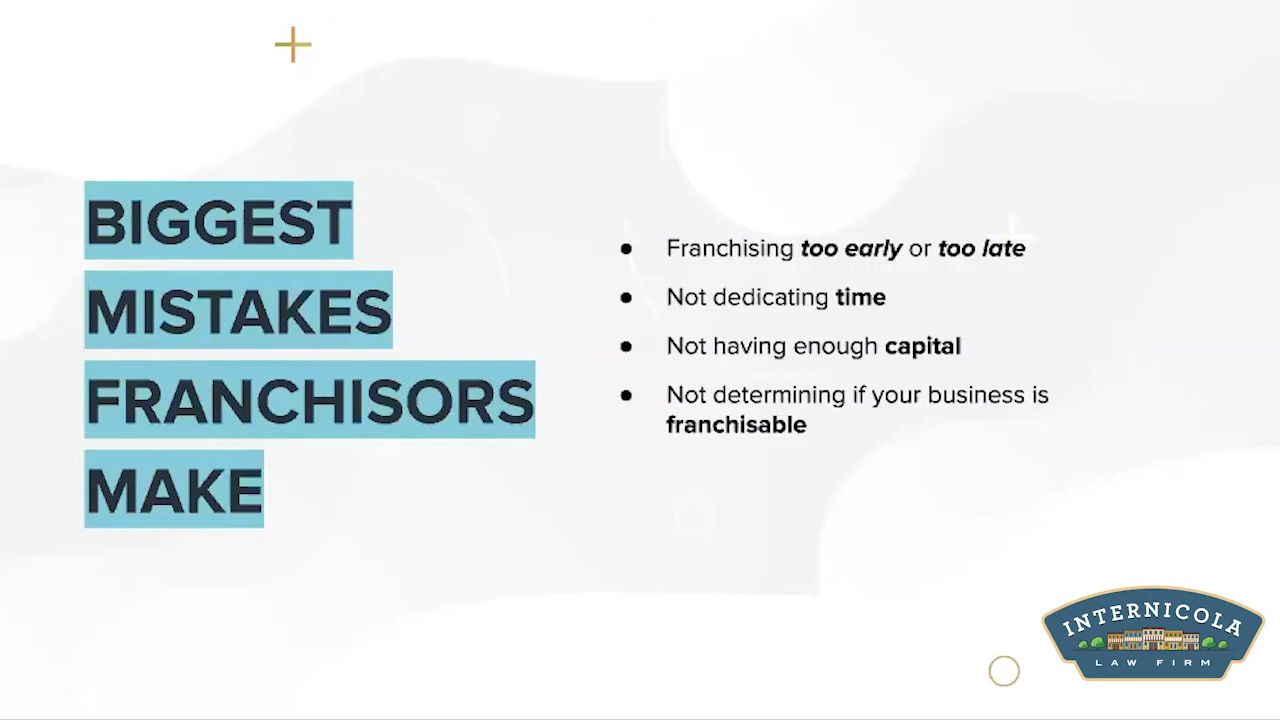 BIGGEST
MISTAKES
FRANCHISORS
MAKE
● Franchising too early or too late
● Not dedicating time
● Not having enough capital
● Not determining if your business is
franchisable
INTERNICOLA
LAW FIRM